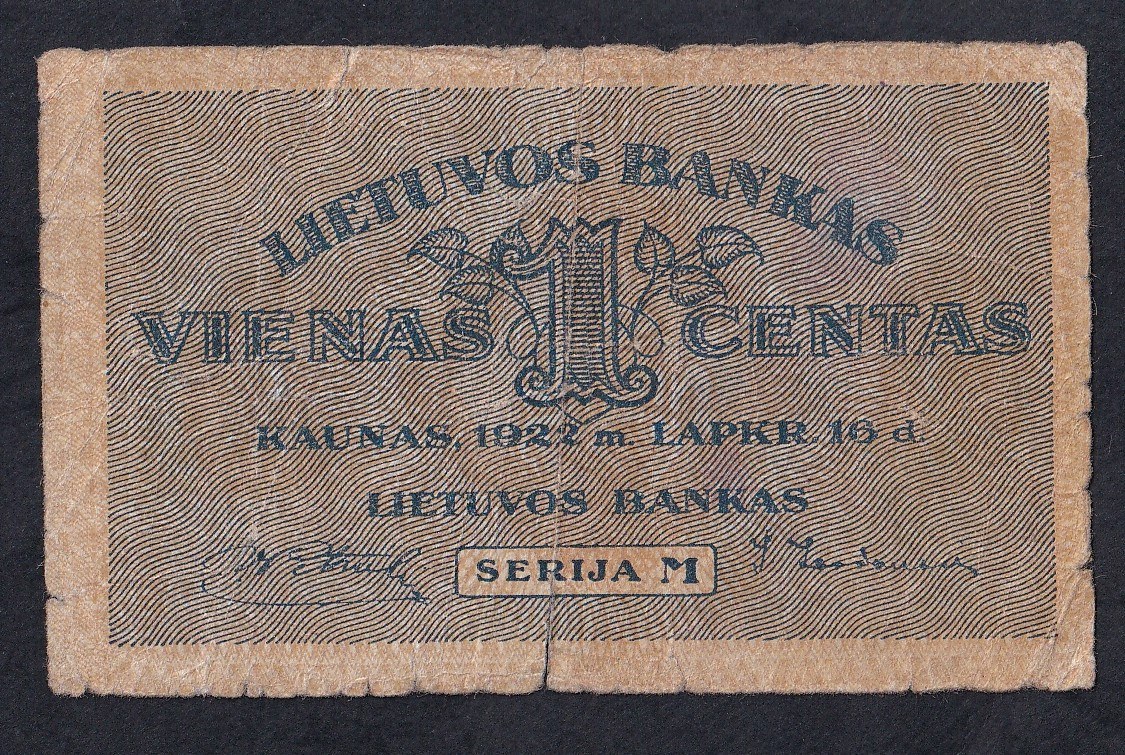 LIETUVOS BANKAS
VIENAS 1 CENTAS
KAUNAS, 1922 m. LAPKR. 16 d.
LIETUVOS BANKAS
SERIJA M